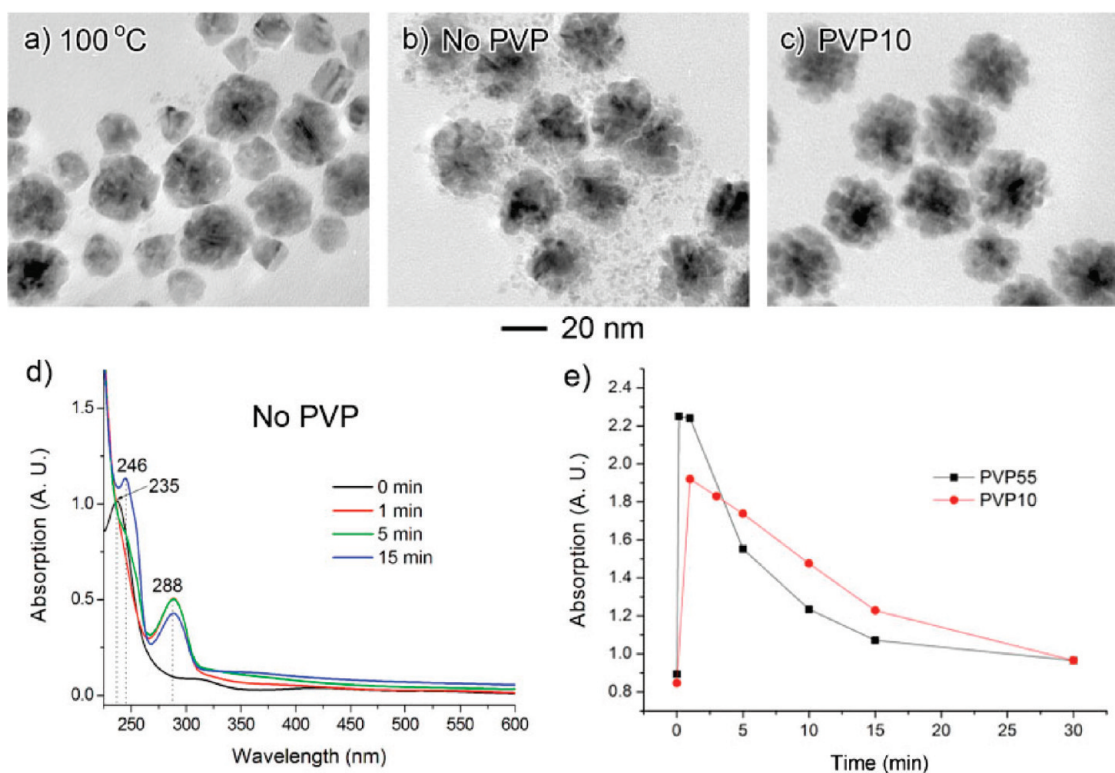 a) 100 °C
b) No PVP
c) PVP10
20 nm
d)
No PVP
246
235
288
0 min
1 min
5 min
15 min
1.5
1.0
0.5
0.0
250 300 350 400 450 500 550 600
Absorption (A. U.)
Wavelength (nm)
e)
PVP55
PVP10
2.4
2.2
2.0
1.8
1.6
1.4
1.2
1.0
0.8
0 5 10 15 20 25 30
Absorption (A. U.)
Time (min)